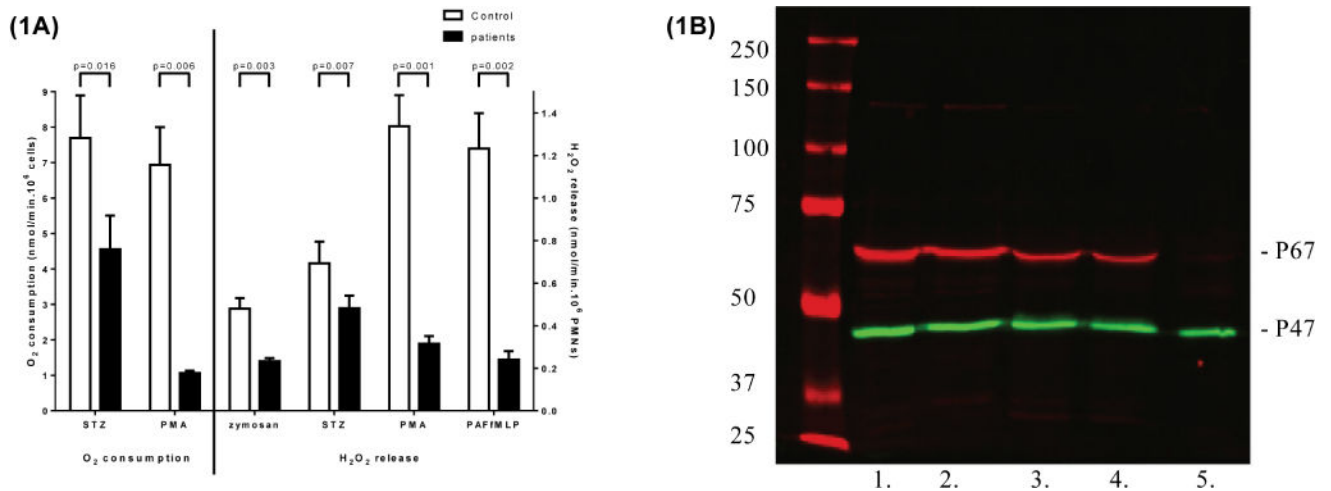 (1A)
Control
patients
p=0.016
p=0.006
p=0.003
p=0.007
p=0.001
p=0.002
O₂ consumption (nmol/min.10⁶ cells)
9
8
7
6
5
4
3
2
1
0
H₂O₂ release (nmol/min.10⁶ PMNs)
1.4
1.2
1.0
0.8
0.6
0.4
0.2
0.0
STZ
PMA
zymosan
STZ
PMA
PAF/fMLP
O₂ consumption
H₂O₂ release
(1B)
250
150
100
75
50
37
25
- P67
- P47
1. 2. 3. 4. 5.